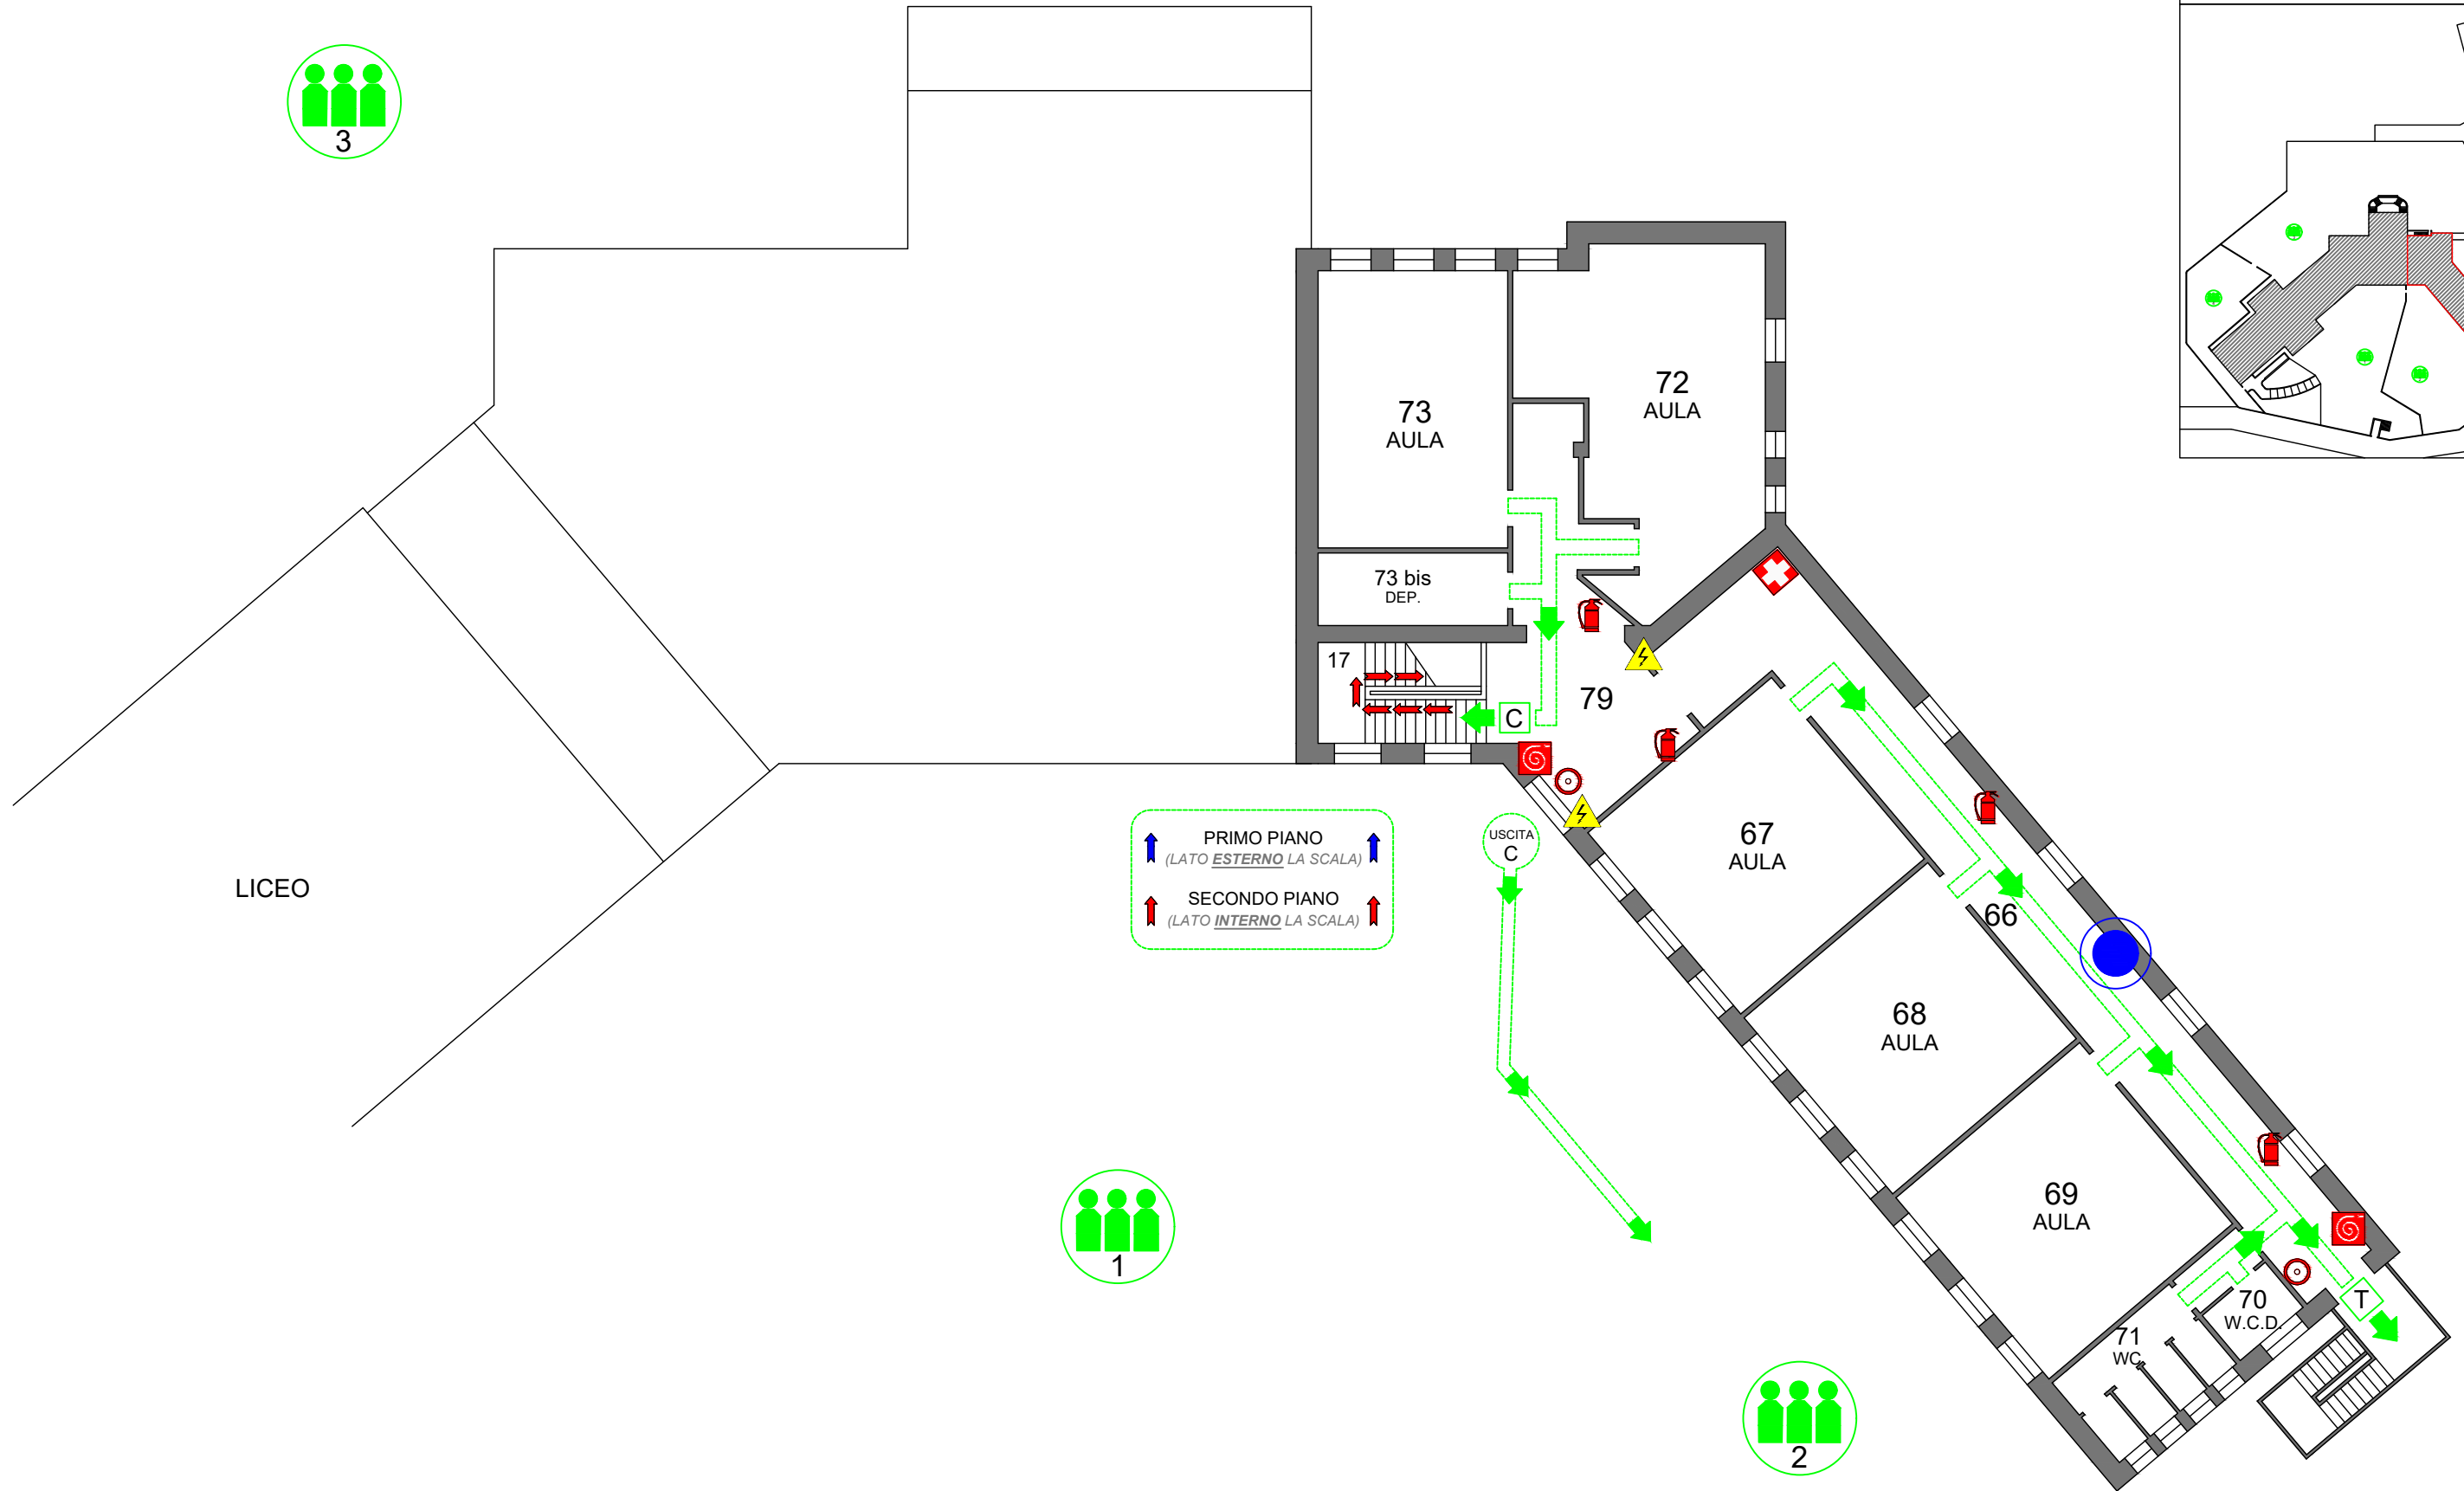 3
72
AULA
73
AULA
73 bis
DEP.
17
79
C
67
AULA
USCITA
C
PRIMO PIANO
(LATO ESTERNO LA SCALA)
SECONDO PIANO
(LATO INTERNO LA SCALA)
LICEO
66
68
AULA
69
AULA
1
70
W.C.D.
T
71
WC
2